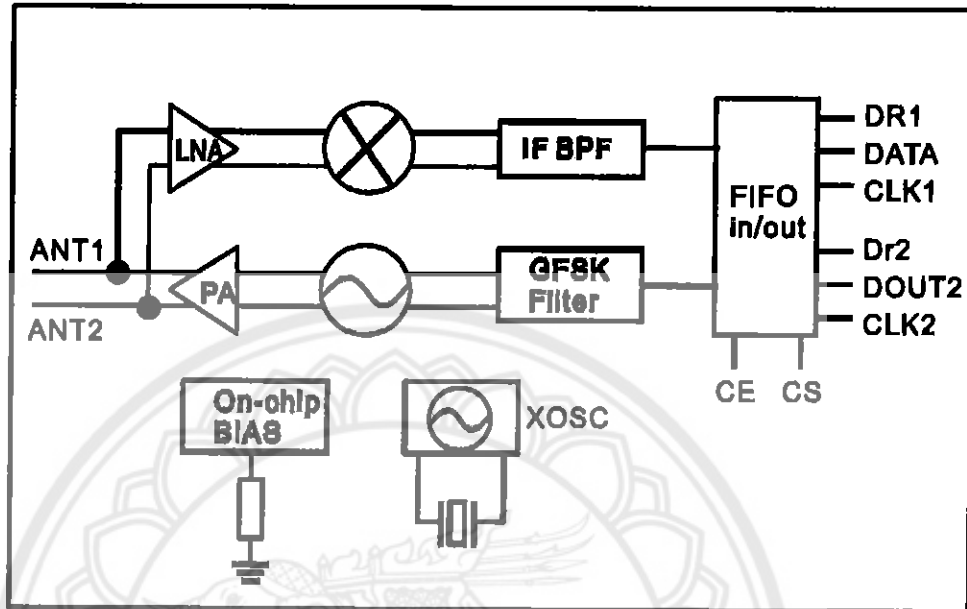 LNA
IF BPF
FIFO
in/out
DR1
DATA
CLK1
Dr2
DOUT2
CLK2
ANT1
ANT2
PA
GFSK
Filter
CE CS
On-chip
BIAS
XOSC